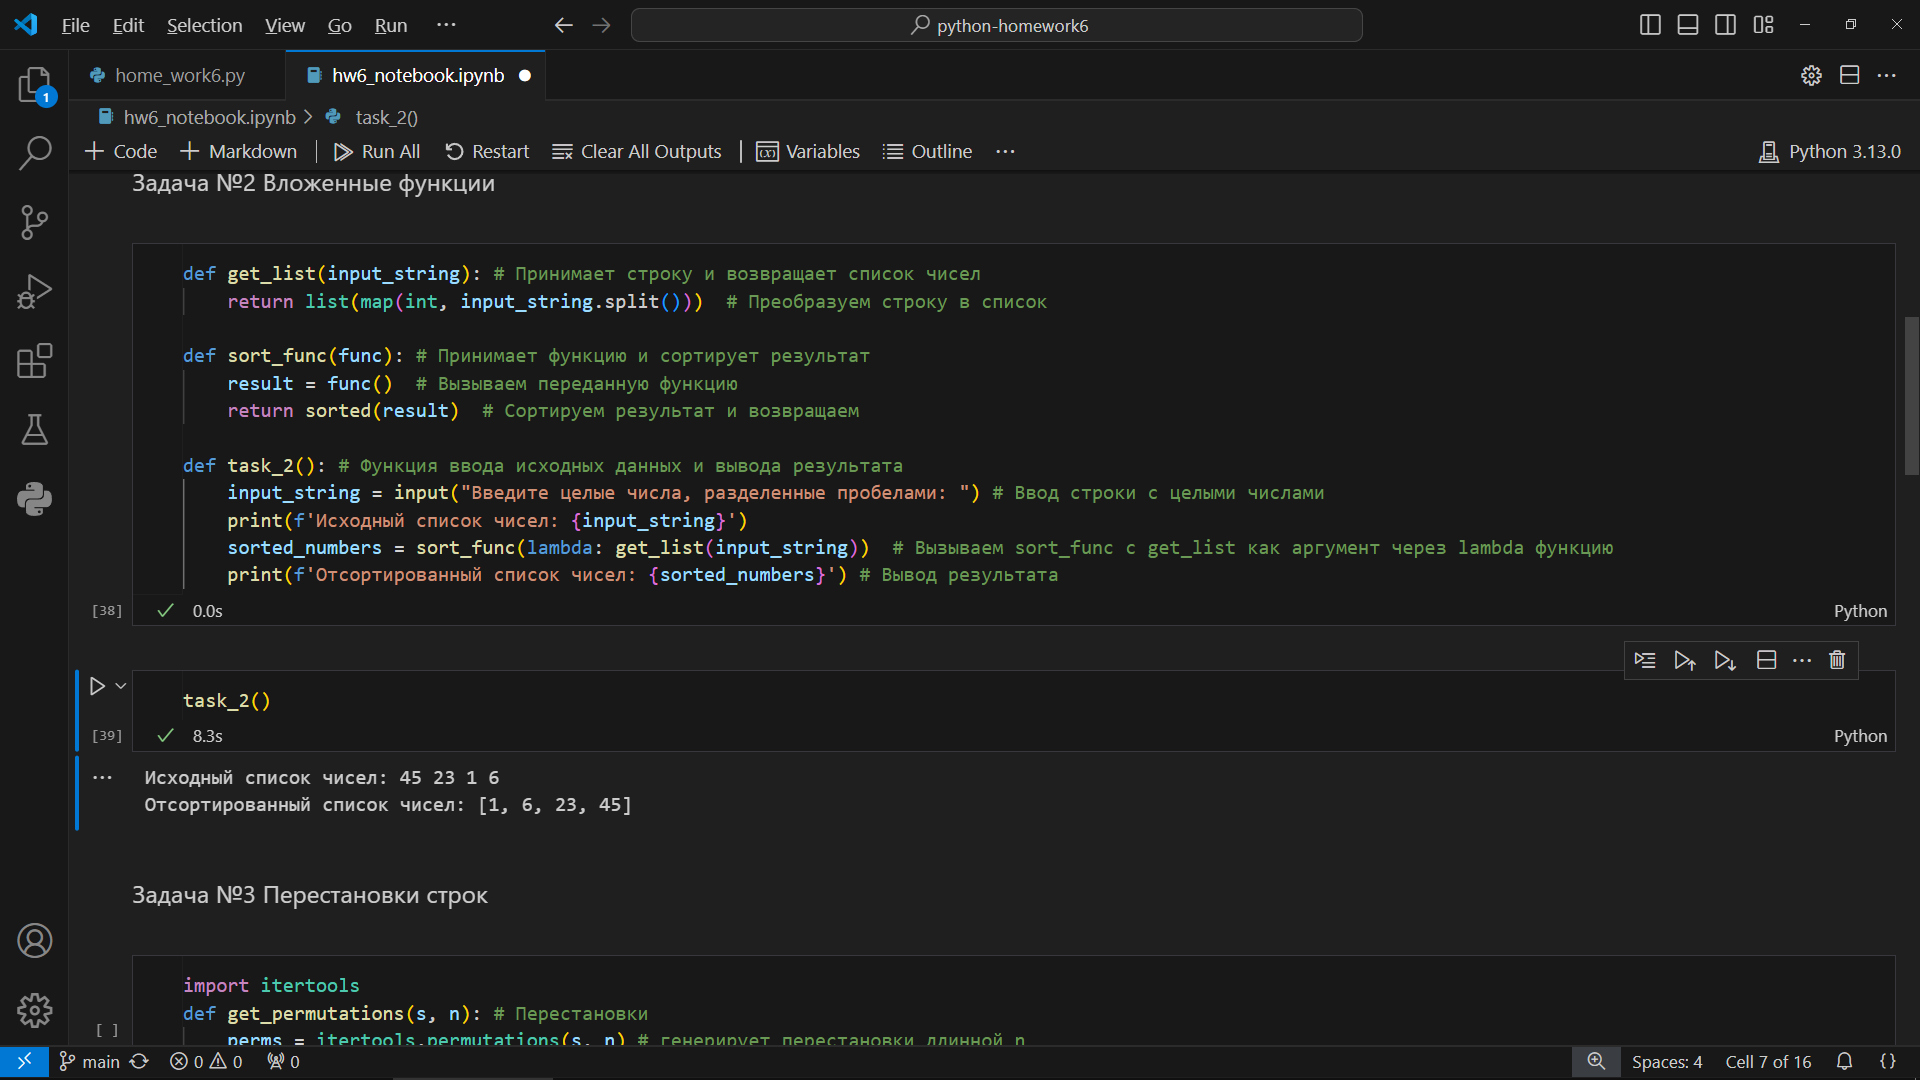 File Edit Selection View Go Run ···
python-homework6
home_work6.py
hw6_notebook.ipynb
1
hw6_notebook.ipynb > task_2()
Code Markdown Run All Restart Clear All Outputs Variables Outline ···
Python 3.13.0
Задача №2 Вложенные функции
def get_list(input_string): # Принимает строку и возвращает список чисел
    return list(map(int, input_string.split()))  # Преобразуем строку в список
def sort_func(func): # Принимает функцию и сортирует результат
    result = func()  # Вызываем переданную функцию
    return sorted(result)  # Сортируем результат и возвращаем
def task_2(): # Функция ввода исходных данных и вывода результата
    input_string = input("Введите целые числа, разделенные пробелами: ") # Ввод строки с целыми числами
    print(f'Исходный список чисел: {input_string}')
    sorted_numbers = sort_func(lambda: get_list(input_string))  # Вызываем sort_func с get_list как аргумент через lambda функцию
    print(f'Отсортированный список чисел: {sorted_numbers}') # Вывод результата
[38] 0.0s Python
task_2()
[39] 8.3s Python
Исходный список чисел: 45 23 1 6
Отсортированный список чисел: [1, 6, 23, 45]
Задача №3 Перестановки строк
import itertools
def get_permutations(s, n): # Перестановки
[ ]
    perms = itertools.permutations(s, n) # генерирует перестановки длинной n
main 0 0 0
Spaces: 4 Cell 7 of 16 {}